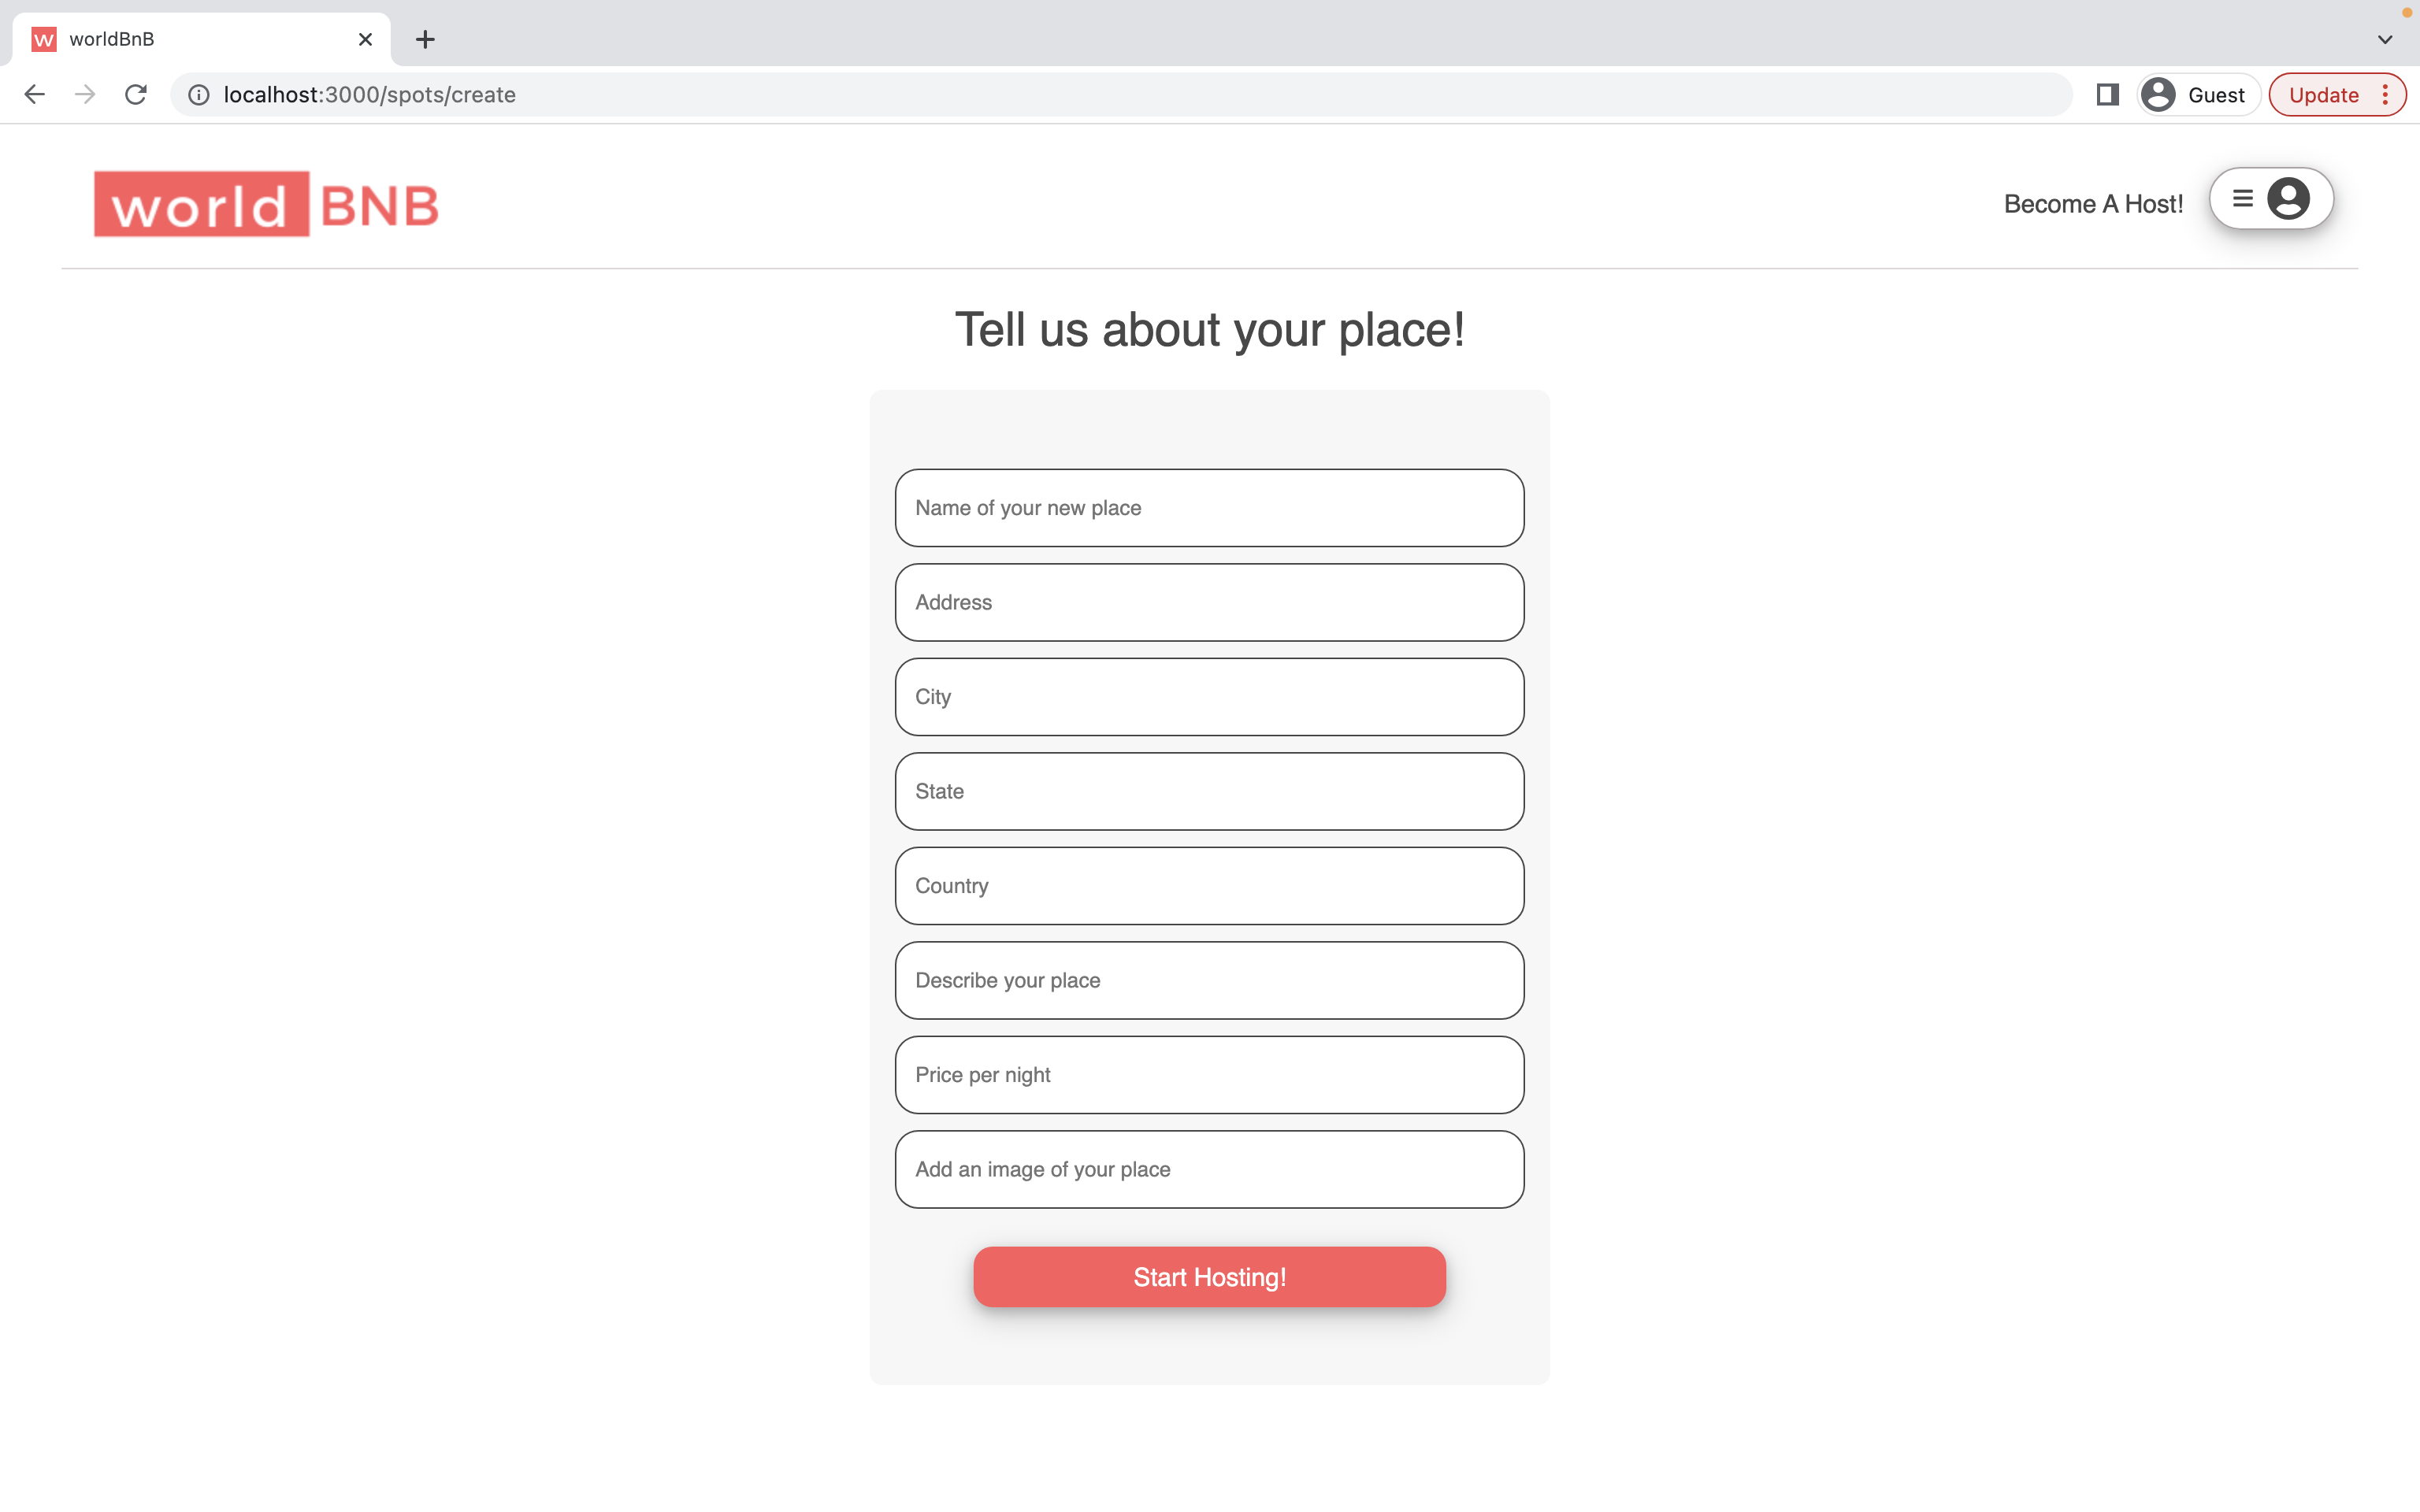 w worldBnB
localhost:3000/spots/create
Guest
Update
world BNB
Become A Host!
Tell us about your place!
Name of your new place
Address
City
State
Country
Describe your place
Price per night
Add an image of your place
Start Hosting!